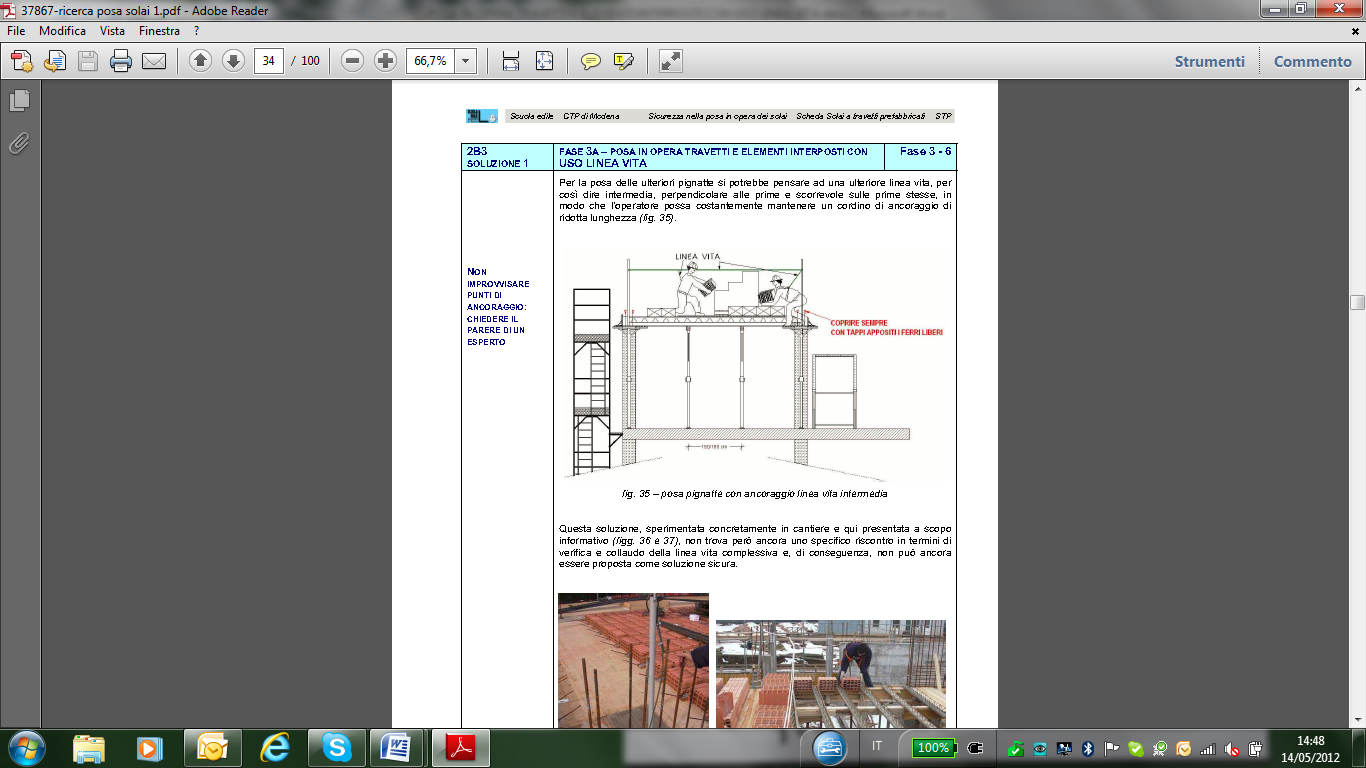 37867-ricerca posa solai 1.pdf - Adobe Reader
File Modifica Vista Finestra ?
34 / 100 66,7% Strumenti Commento
Scuola edile CTP di Modena Sicurezza nella posa in opera dei solai Scheda Solai a travetti prefabbricati STP
2B3
SOLUZIONE 1
FASE 3A – POSA IN OPERA TRAVETTI E ELEMENTI INTERPOSTI CON
USO LINEA VITA
Fase 3 - 6
Per la posa delle ulteriori pignatte si potrebbe pensare ad una ulteriore linea vita, per
così dire intermedia, perpendicolare alle prime e scorrevole sulle prime stesse, in
modo che l'operatore possa costantemente mantenere un cordino di ancoraggio di
ridotta lunghezza (fig. 35).
NON
IMPROVVISARE
PUNTI DI
ANCORAGGIO:
CHIEDERE IL
PARERE DI UN
ESPERTO
LINEA VITA
COPRIRE SEMPRE
CON TAPPI APPOSITI I FERRI LIBERI
150/180 cm
fig. 35 – posa pignatte con ancoraggio linea vita intermedia
Questa soluzione, sperimentata concretamente in cantiere e qui presentata a scopo
informativo (figg. 36 e 37), non trova però ancora uno specifico riscontro in termini di
verifica e collaudo della linea vita complessiva e, di conseguenza, non può ancora
essere proposta come soluzione sicura.
IT 100% 14:48
14/05/2012